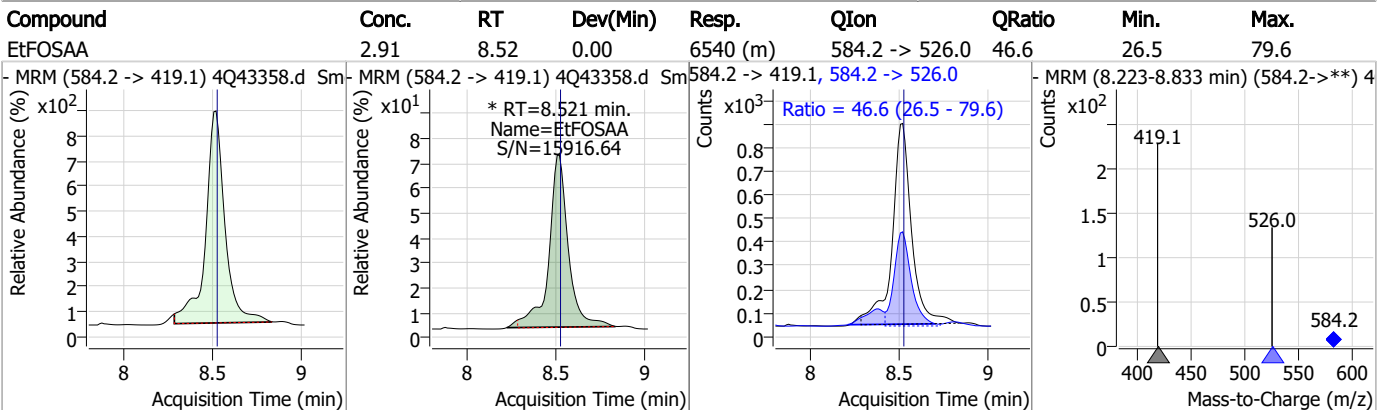 Compound Conc. RT Dev(Min) Resp. QIon QRatio Min. Max.
EtFOSAA 2.91 8.52 0.00 6540 (m) 584.2 -> 526.0 46.6 26.5 79.6
- MRM (584.2 -> 419.1) 4Q43358.d Sm
Relative Abundance (%)
x10²
8
7
6
5
4
3
2
1
0
8 8.5 9
Acquisition Time (min)
- MRM (584.2 -> 419.1) 4Q43358.d Sm
Relative Abundance (%)
x10¹
* RT=8.521 min.
Name=EtFOSAA
S/N=15916.64
8
7
6
5
4
3
2
1
0
8 8.5 9
Acquisition Time (min)
584.2 -> 419.1, 584.2 -> 526.0
Counts
x10³
Ratio = 46.6 (26.5 - 79.6)
0.8
0.7
0.6
0.5
0.4
0.3
0.2
0.1
0
8 8.5 9
Acquisition Time (min)
- MRM (8.223-8.833 min) (584.2->**) 4
Counts
x10²
419.1
526.0
584.2
2
1.5
1
0.5
0
400 450 500 550 600
Mass-to-Charge (m/z)